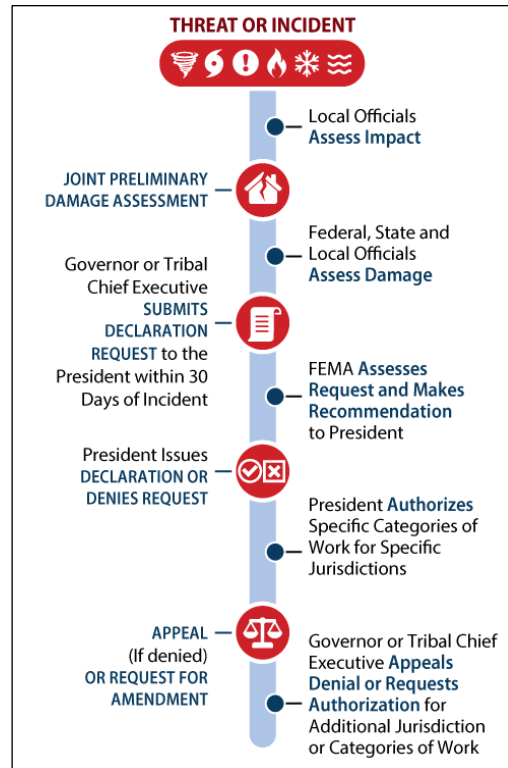 THREAT OR INCIDENT
Local Officials
Assess Impact
JOINT PRELIMINARY
DAMAGE ASSESSMENT
Federal, State and
Local Officials
Assess Damage
Governor or Tribal
Chief Executive
SUBMITS
DECLARATION
REQUEST to the
President within 30
Days of Incident
FEMA Assesses
Request and Makes
Recommendation
to President
President Issues
DECLARATION OR
DENIES REQUEST
President Authorizes
Specific Categories of
Work for Specific
Jurisdictions
APPEAL
(If denied)
OR REQUEST FOR
AMENDMENT
Governor or Tribal Chief
Executive Appeals
Denial or Requests
Authorization for
Additional Jurisdiction
or Categories of Work